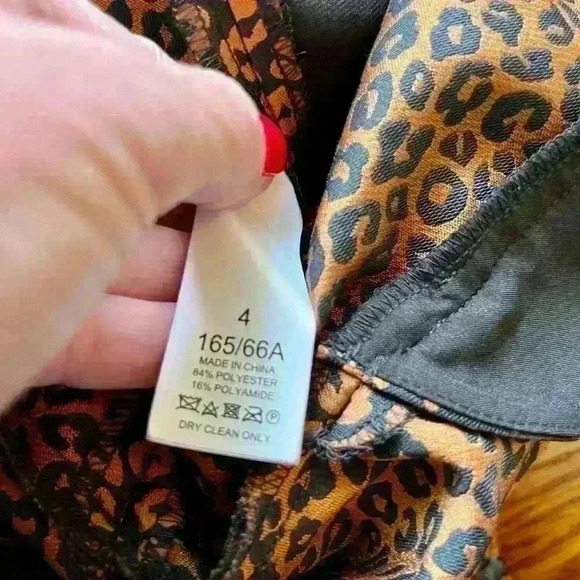 4
165/66A
MADE IN CHINA
84% POLYESTER
16% POLYAMIDE
P
DRY CLEAN ONLY